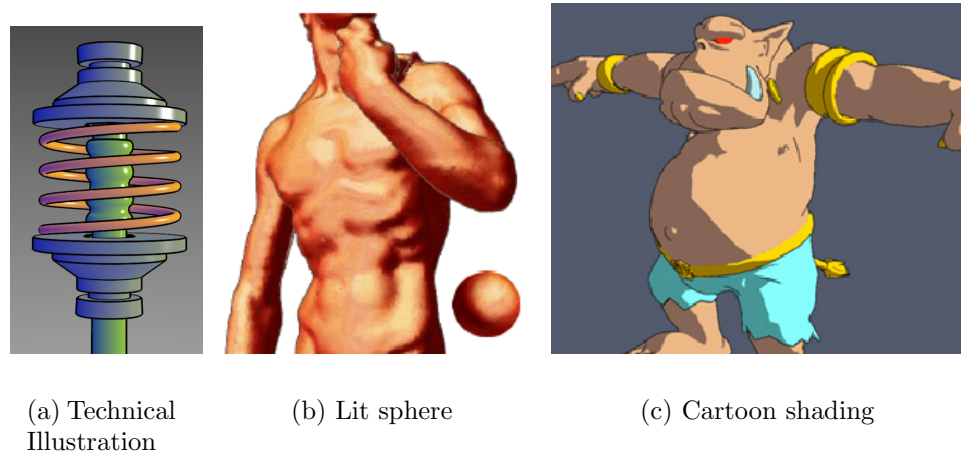 (a) Technical
Illustration
(b) Lit sphere
(c) Cartoon shading